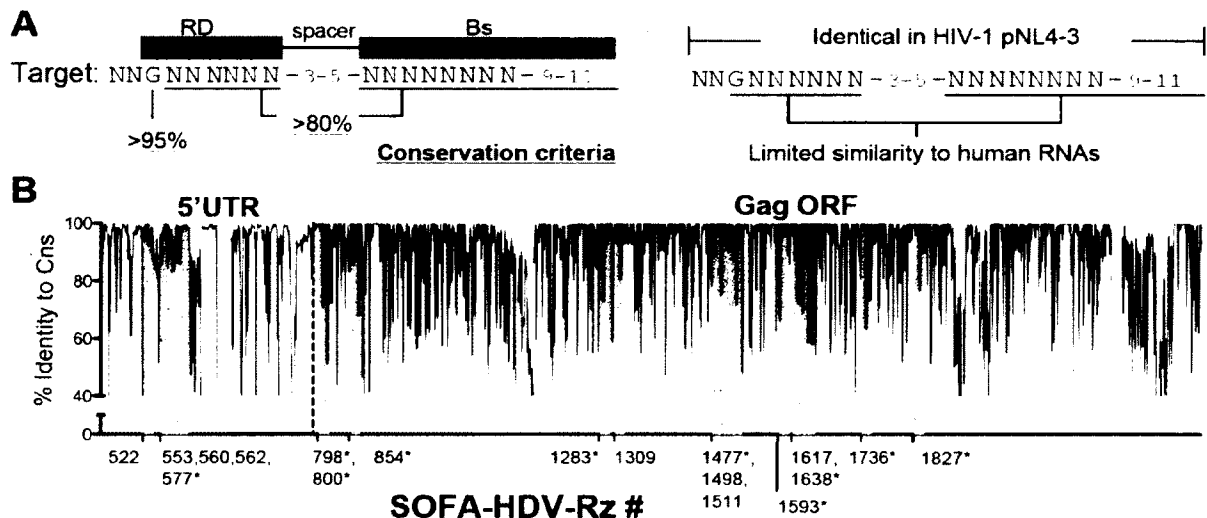 A
RD spacer Bs
Target: NNGNNNNNN-3-5-NNNNNNNN-9-11
>95%
>80%
Conservation criteria
Identical in HIV-1 pNL4-3
NNGNNNNNN-3-5-NNNNNNNN-9-11
Limited similarity to human RNAs
B
5'UTR
Gag ORF
% Identity to Cns
100
80
60
40
0
522 553,560,562, 798*, 854* 1283* 1309 1477*, 1617, 1736* 1827*
577* 800* 1498, 1638*
1511 1593*
SOFA-HDV-Rz #